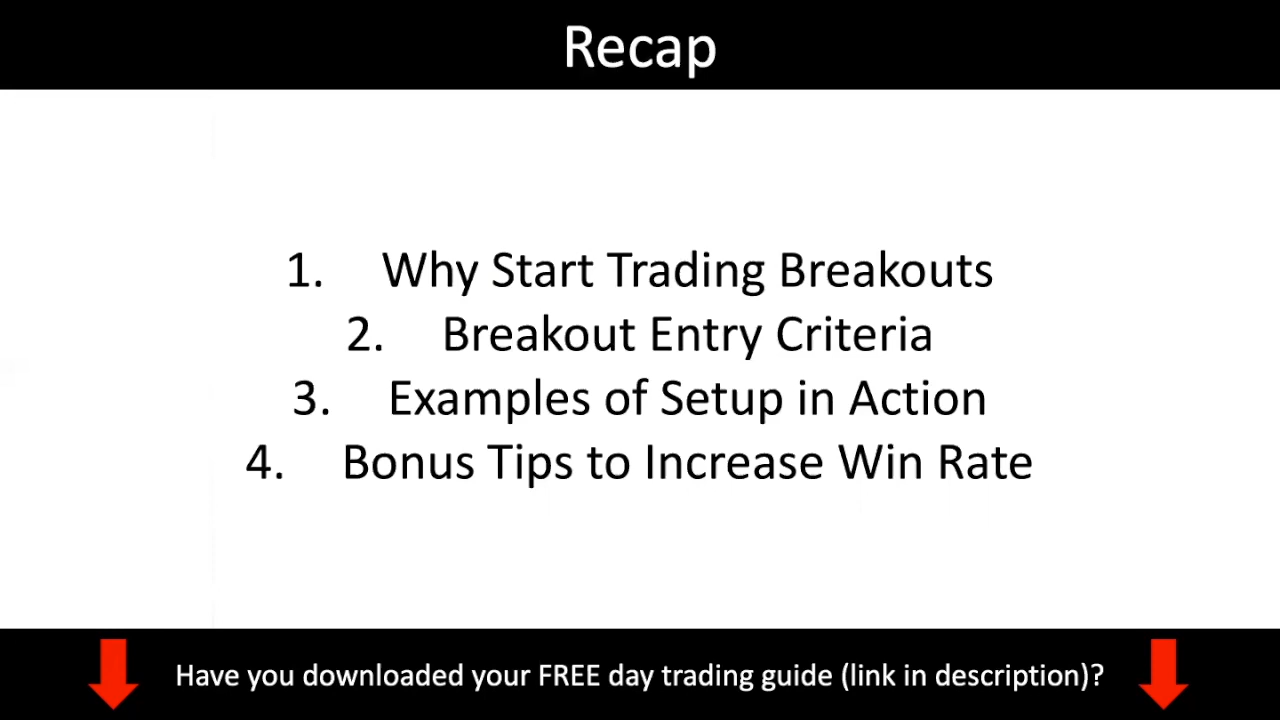 Recap
1. Why Start Trading Breakouts
2. Breakout Entry Criteria
3. Examples of Setup in Action
4. Bonus Tips to Increase Win Rate
Have you downloaded your FREE day trading guide (link in description)?